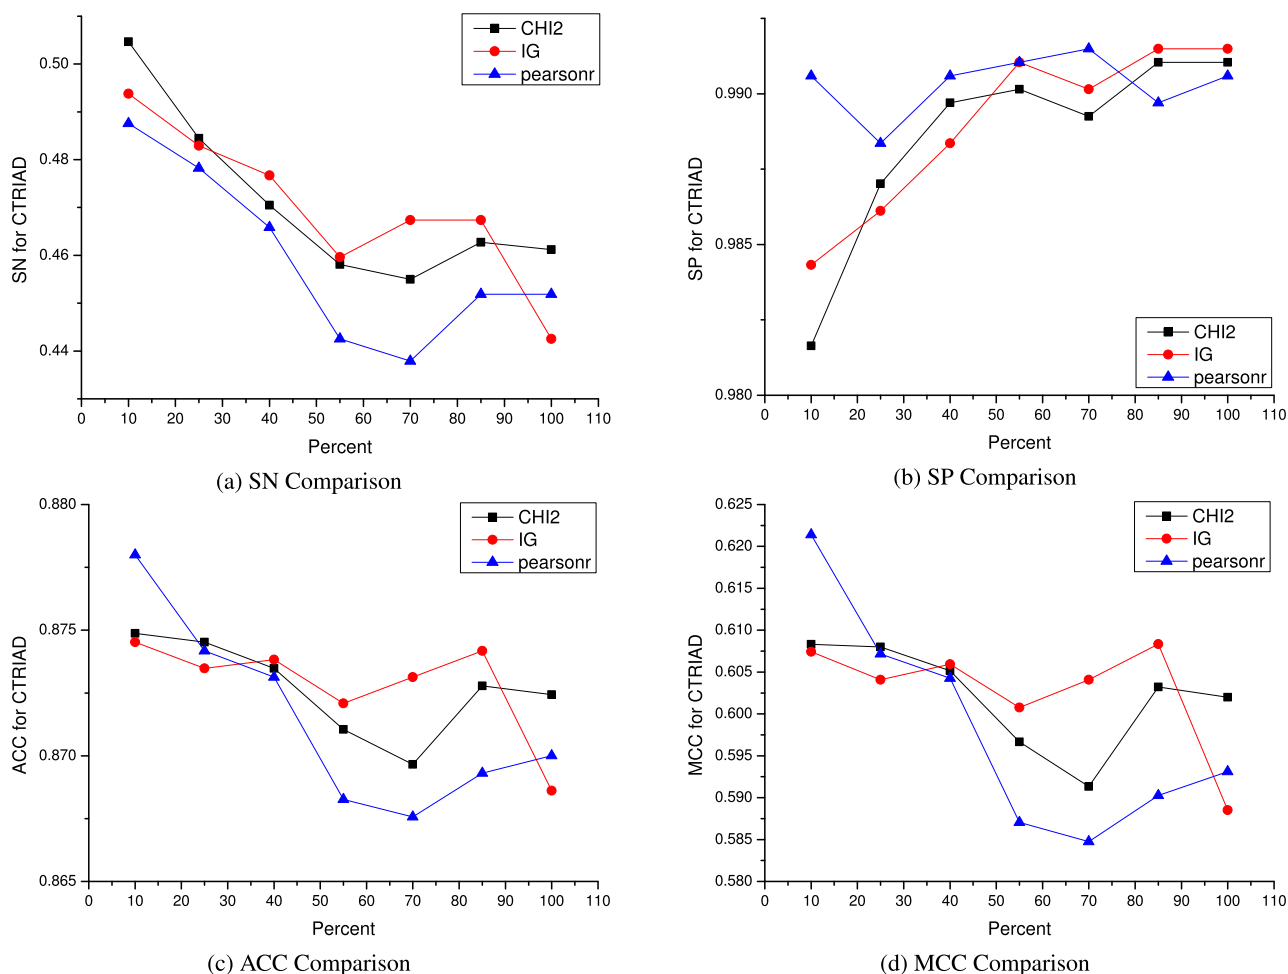 CHI2
IG
pearsonr
0.50
0.48
0.46
0.44
SN for CTRIAD
0 10 20 30 40 50 60 70 80 90 100 110
Percent
(a) SN Comparison
CHI2
IG
pearsonr
0.990
0.985
0.980
SP for CTRIAD
0 10 20 30 40 50 60 70 80 90 100 110
Percent
(b) SP Comparison
CHI2
IG
pearsonr
0.880
0.875
0.870
0.865
ACC for CTRIAD
0 10 20 30 40 50 60 70 80 90 100 110
Percent
(c) ACC Comparison
CHI2
IG
pearsonr
0.625
0.620
0.615
0.610
0.605
0.600
0.595
0.590
0.585
0.580
MCC for CTRIAD
0 10 20 30 40 50 60 70 80 90 100 110
Percent
(d) MCC Comparison